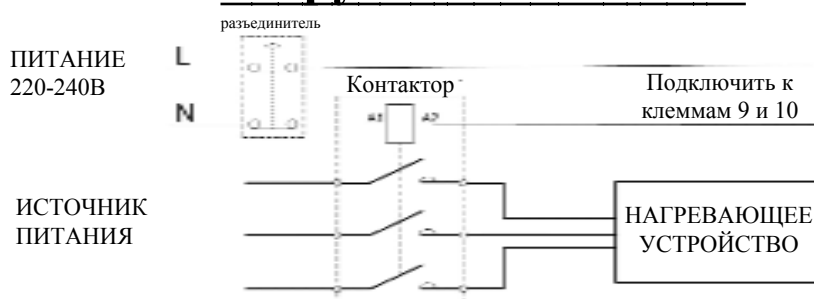 разъединитель
ПИТАНИЕ
220-240В
L
N
Контактор
A1
A2
Подключить к
клеммам 9 и 10
ИСТОЧНИК
ПИТАНИЯ
НАГРЕВАЮЩЕЕ
УСТРОЙСТВО